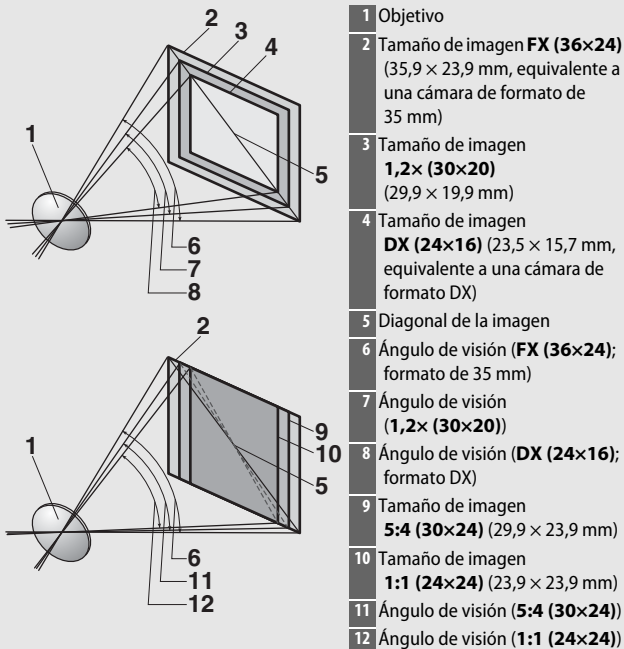 2
3
4
1
5
6
7
8
2
9
10
5
1
6
11
12
1 Objetivo
2 Tamaño de imagen FX (36×24)
(35,9 × 23,9 mm, equivalente a
una cámara de formato de
35 mm)
3 Tamaño de imagen
1,2× (30×20)
(29,9 × 19,9 mm)
4 Tamaño de imagen
DX (24×16) (23,5 × 15,7 mm,
equivalente a una cámara de
formato DX)
5 Diagonal de la imagen
6 Ángulo de visión (FX (36×24);
formato de 35 mm)
7 Ángulo de visión
(1,2× (30×20))
8 Ángulo de visión (DX (24×16);
formato DX)
9 Tamaño de imagen
5:4 (30×24) (29,9 × 23,9 mm)
10 Tamaño de imagen
1:1 (24×24) (23,9 × 23,9 mm)
11 Ángulo de visión (5:4 (30×24))
12 Ángulo de visión (1:1 (24×24))